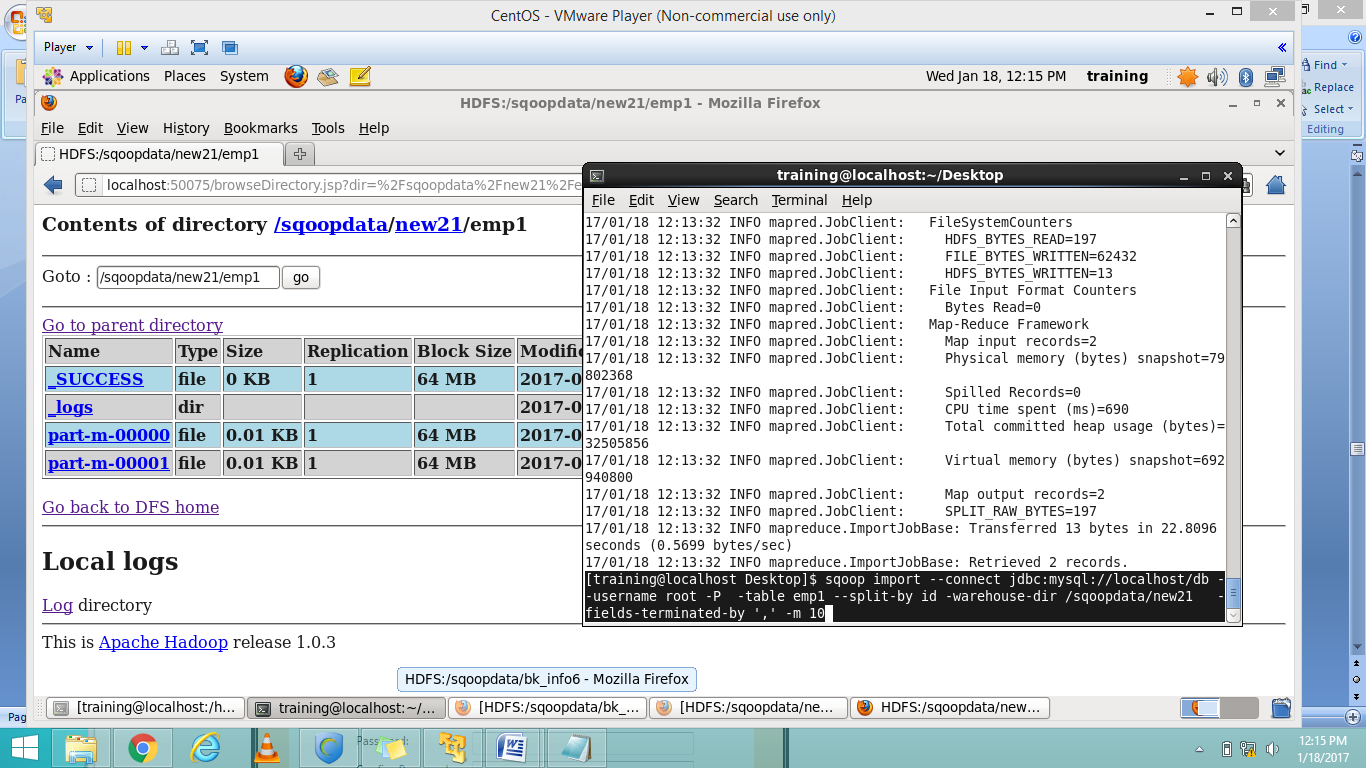 CentOS - VMware Player (Non-commercial use only)
Player
Applications Places System
Wed Jan 18, 12:15 PM training
HDFS:/sqoopdata/new21/emp1 - Mozilla Firefox
File Edit View History Bookmarks Tools Help
HDFS:/sqoopdata/new21/emp1
localhost:50075/browseDirectory.jsp?dir=%2Fsqoopdata%2Fnew21%2Fe
Contents of directory /sqoopdata/new21/emp1
Goto : /sqoopdata/new21/emp1 go
Go to parent directory
Name Type Size Replication Block Size Modific
_SUCCESS file 0 KB 1 64 MB 2017-0
_logs dir 2017-0
part-m-00000 file 0.01 KB 1 64 MB 2017-0
part-m-00001 file 0.01 KB 1 64 MB 2017-0
Go back to DFS home
Local logs
Log directory
This is Apache Hadoop release 1.0.3
training@localhost:~/Desktop
File Edit View Search Terminal Help
17/01/18 12:13:32 INFO mapred.JobClient:   FileSystemCounters
17/01/18 12:13:32 INFO mapred.JobClient:     HDFS_BYTES_READ=197
17/01/18 12:13:32 INFO mapred.JobClient:     FILE_BYTES_WRITTEN=62432
17/01/18 12:13:32 INFO mapred.JobClient:     HDFS_BYTES_WRITTEN=13
17/01/18 12:13:32 INFO mapred.JobClient:   File Input Format Counters
17/01/18 12:13:32 INFO mapred.JobClient:     Bytes Read=0
17/01/18 12:13:32 INFO mapred.JobClient:   Map-Reduce Framework
17/01/18 12:13:32 INFO mapred.JobClient:     Map input records=2
17/01/18 12:13:32 INFO mapred.JobClient:     Physical memory (bytes) snapshot=79
802368
17/01/18 12:13:32 INFO mapred.JobClient:     Spilled Records=0
17/01/18 12:13:32 INFO mapred.JobClient:     CPU time spent (ms)=690
17/01/18 12:13:32 INFO mapred.JobClient:     Total committed heap usage (bytes)=
32505856
17/01/18 12:13:32 INFO mapred.JobClient:     Virtual memory (bytes) snapshot=692
940800
17/01/18 12:13:32 INFO mapred.JobClient:     Map output records=2
17/01/18 12:13:32 INFO mapred.JobClient:     SPLIT_RAW_BYTES=197
17/01/18 12:13:32 INFO mapreduce.ImportJobBase: Transferred 13 bytes in 22.8096
seconds (0.5699 bytes/sec)
17/01/18 12:13:32 INFO mapreduce.ImportJobBase: Retrieved 2 records.
[training@localhost Desktop]$ sqoop import --connect jdbc:mysql://localhost/db -
-username root -P  -table emp1 --split-by id -warehouse-dir /sqoopdata/new21   -
fields-terminated-by ',' -m 10
HDFS:/sqoopdata/bk_info6 - Mozilla Firefox
[training@localhost:/h... training@localhost:~/... [HDFS:/sqoopdata/bk_... [HDFS:/sqoopdata/ne... HDFS:/sqoopdata/new...
Find
Replace
Select
Editing
Pa
Pag
12:15 PM
1/18/2017